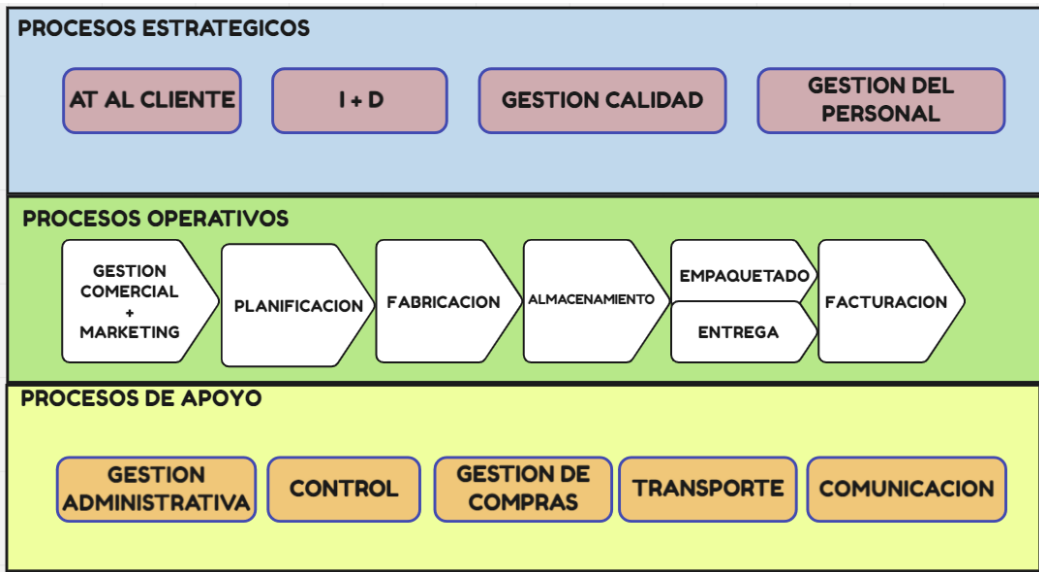 PROCESOS ESTRATEGICOS
AT AL CLIENTE
I + D
GESTION CALIDAD
GESTION DEL
PERSONAL
PROCESOS OPERATIVOS
GESTION
COMERCIAL
+
MARKETING
PLANIFICACION
FABRICACION
ALMACENAMIENTO
EMPAQUETADO
ENTREGA
FACTURACION
PROCESOS DE APOYO
GESTION
ADMINISTRATIVA
CONTROL
GESTION DE
COMPRAS
TRANSPORTE
COMUNICACION